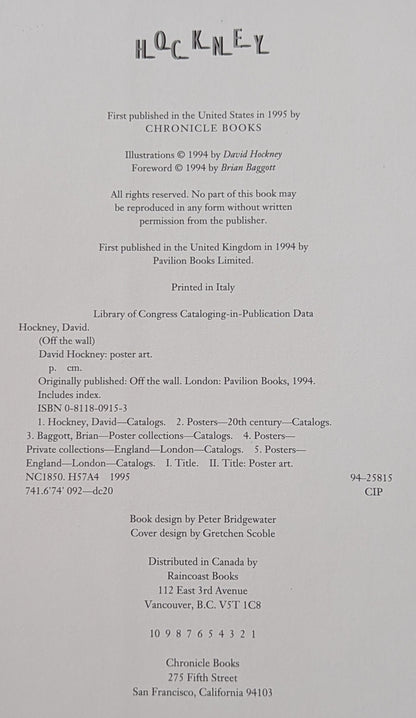 HOCKNEY
First published in the United States in 1995 by
CHRONICLE BOOKS
Illustrations © 1994 by David Hockney
Foreword © 1994 by Brian Baggott
All rights reserved. No part of this book may
be reproduced in any form without written
permission from the publisher.
First published in the United Kingdom in 1994 by
Pavilion Books Limited.
Printed in Italy
Library of Congress Cataloging-in-Publication Data
Hockney, David.
(Off the wall)
David Hockney: poster art.
p. cm.
Originally published: Off the wall. London: Pavilion Books, 1994.
Includes index.
ISBN 0-8118-0915-3
1. Hockney, David—Catalogs. 2. Posters—20th century—Catalogs.
3. Baggott, Brian—Poster collections—Catalogs. 4. Posters—
Private collections—England—London—Catalogs. 5. Posters—
England—London—Catalogs. I. Title. II. Title: Poster art.
NC1850. H57A4 1995 94-25815
741.6'74' 092—dc20 CIP
Book design by Peter Bridgewater
Cover design by Gretchen Scoble
Distributed in Canada by
Raincoast Books
112 East 3rd Avenue
Vancouver, B.C. V5T 1C8
10 9 8 7 6 5 4 3 2 1
Chronicle Books
275 Fifth Street
San Francisco, California 94103